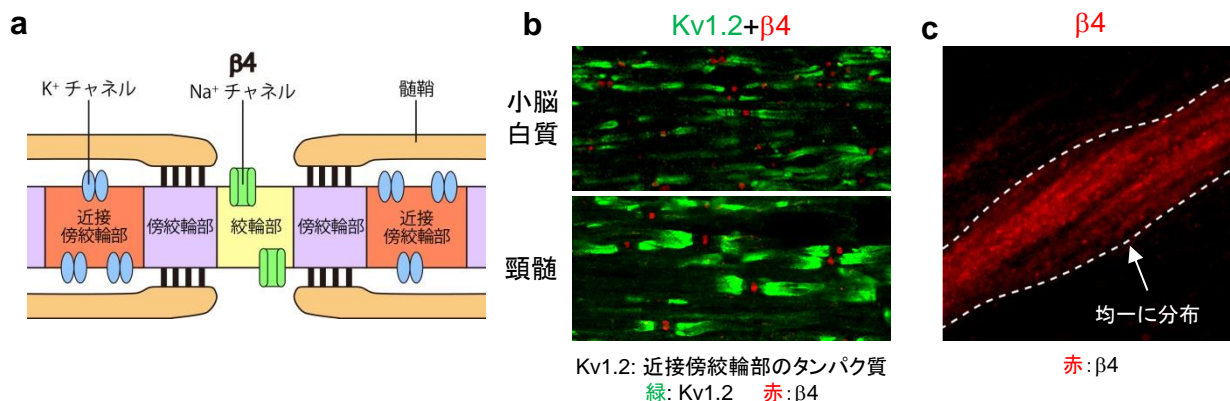 a
β4
K⁺ チャネル
Na⁺ チャネル
髄鞘
近接
傍絞輪部
傍絞輪部
絞輪部
傍絞輪部
近接
傍絞輪部
b
Kv1.2+β4
小脳
白質
頸髄
Kv1.2: 近接傍絞輪部のタンパク質
緑: Kv1.2 赤:β4
c
β4
均一に分布
赤:β4